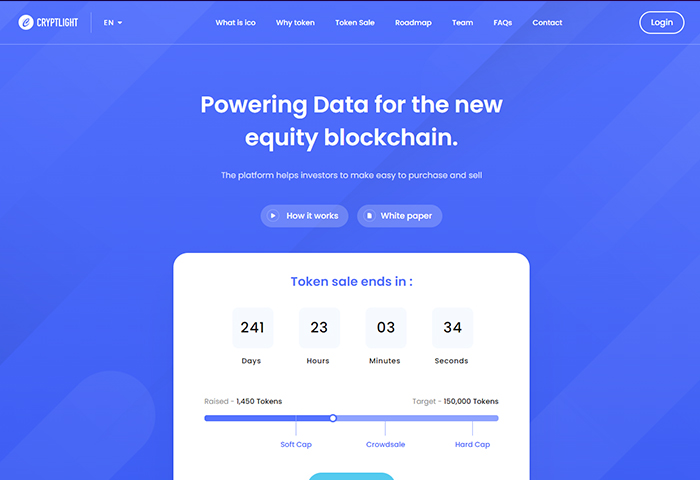 CRYPTLIGHT
EN
What is ico Why token Token Sale Roadmap Team FAQs Contact
Login
Powering Data for the new
equity blockchain.
The platform helps investors to make easy to purchase and sell
How it works White paper
Token sale ends in :
241 23 03 34
Days Hours Minutes Seconds
Raised - 1,450 Tokens Target - 150,000 Tokens
Soft Cap Crowdsale Hard Cap